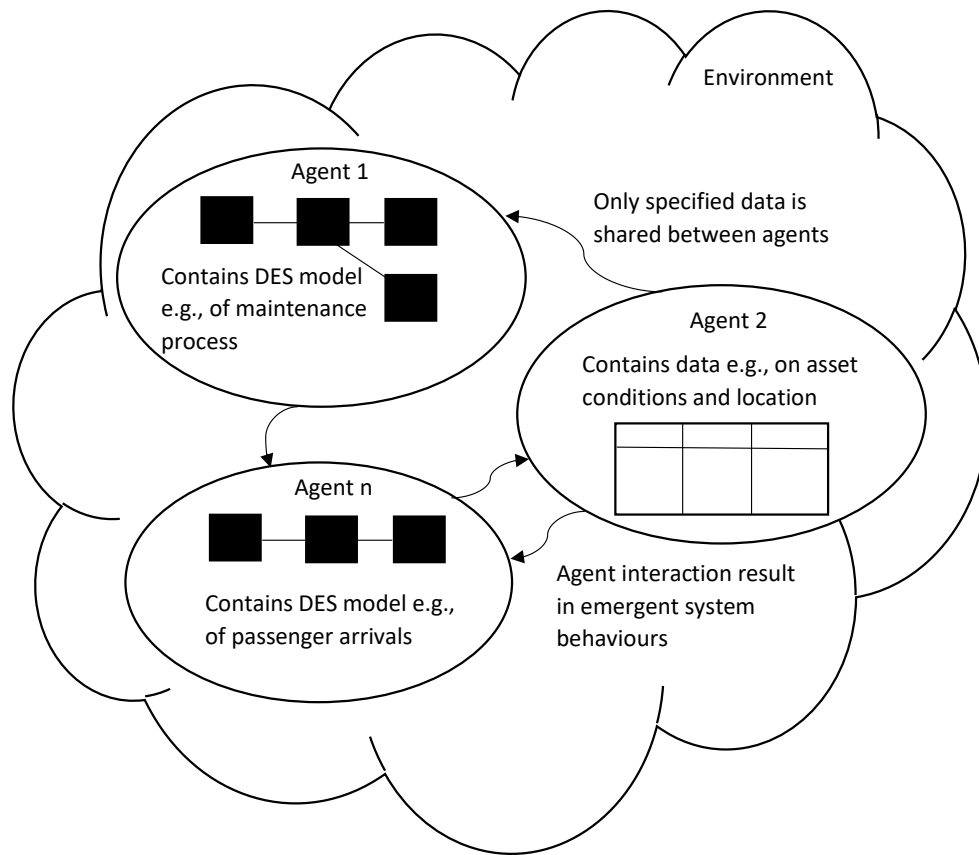 Environment
Agent 1
Contains DES model
e.g., of maintenance
process
Only specified data is
shared between agents
Agent 2
Contains data e.g., on asset
conditions and location
Agent n
Contains DES model e.g.,
of passenger arrivals
Agent interaction result
in emergent system
behaviours